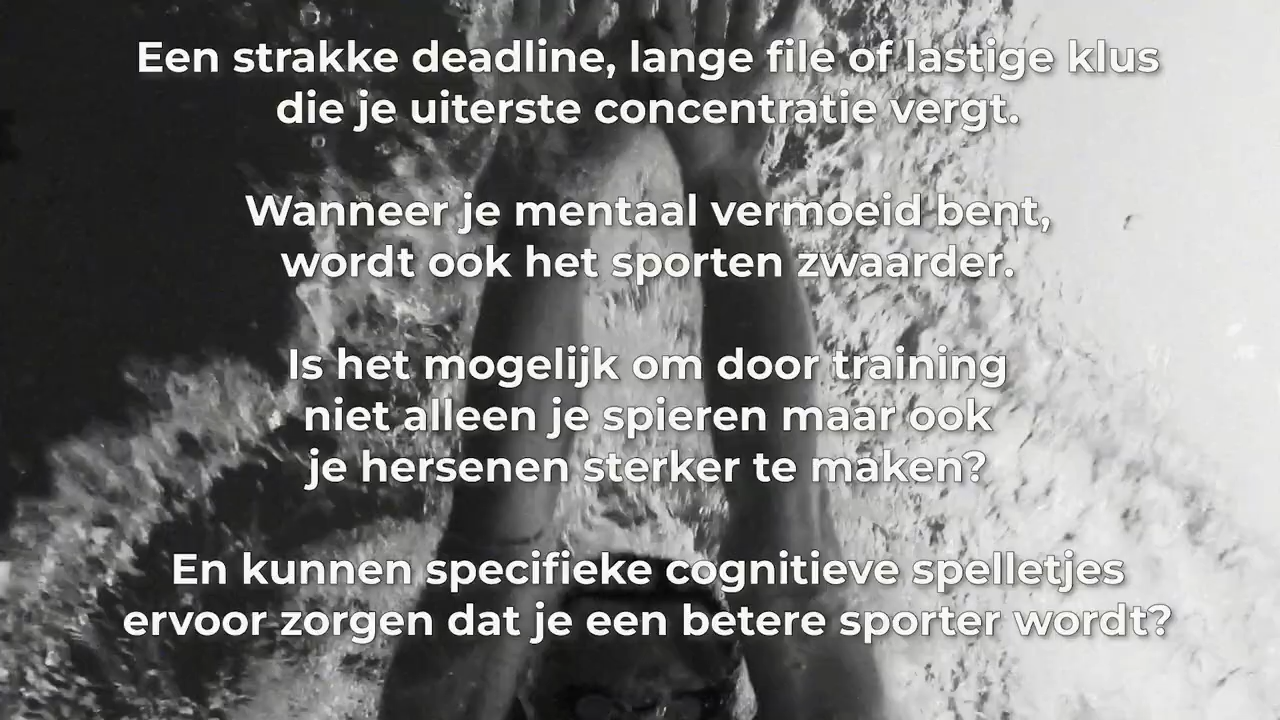 Een strakke deadline, lange file of lastige klus
die je uiterste concentratie vergt.
Wanneer je mentaal vermoeid bent,
wordt ook het sporten zwaarder.
Is het mogelijk om door training
niet alleen je spieren maar ook
je hersenen sterker te maken?
En kunnen specifieke cognitieve spelletjes
ervoor zorgen dat je een betere sporter wordt?